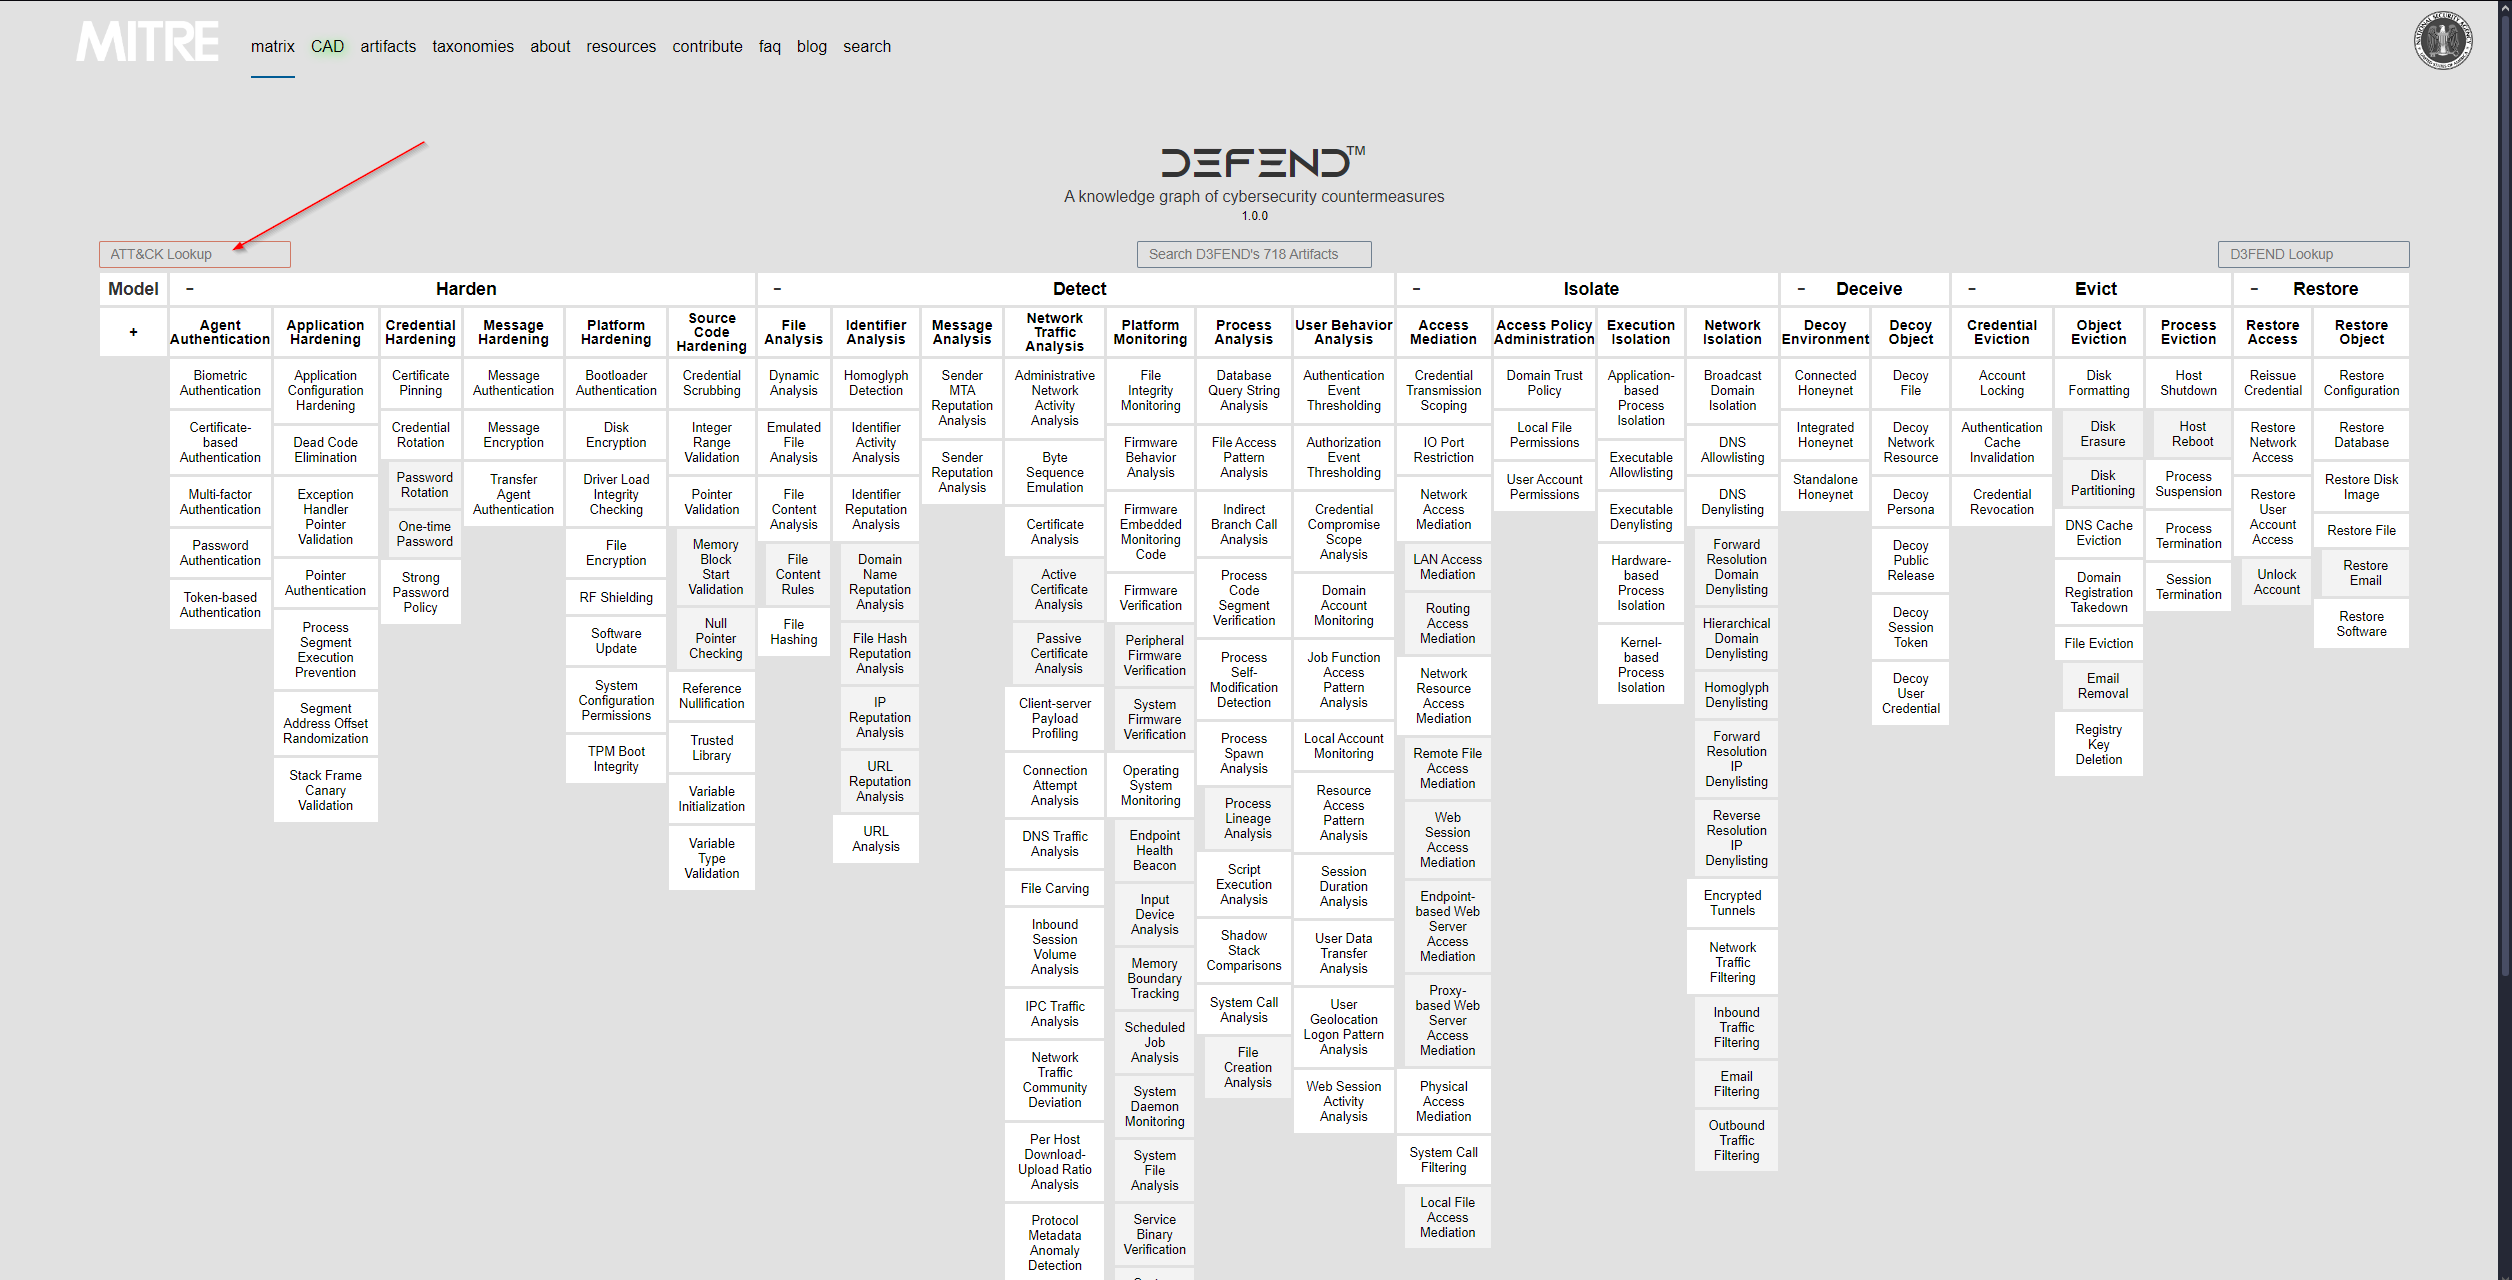 MITRE
matrix CAD artifacts taxonomies about resources contribute faq blog search
D3FEND™
A knowledge graph of cybersecurity countermeasures
1.0.0
ATT&CK Lookup
Search D3FEND's 718 Artifacts
D3FEND Lookup
Model
- Harden
- Detect
- Isolate
- Deceive
- Evict
- Restore
+
Agent
Authentication
Biometric
Authentication
Certificate-
based
Authentication
Multi-factor
Authentication
Password
Authentication
Token-based
Authentication
Application
Hardening
Application
Configuration
Hardening
Dead Code
Elimination
Exception
Handler
Pointer
Validation
Pointer
Authentication
Process
Segment
Execution
Prevention
Segment
Address Offset
Randomization
Stack Frame
Canary
Validation
Credential
Hardening
Certificate
Pinning
Credential
Rotation
Password
Rotation
One-time
Password
Strong
Password
Policy
Message
Hardening
Message
Authentication
Message
Encryption
Transfer
Agent
Authentication
Platform
Hardening
Bootloader
Authentication
Disk
Encryption
Driver Load
Integrity
Checking
File
Encryption
RF Shielding
Software
Update
System
Configuration
Permissions
TPM Boot
Integrity
Source
Code
Hardening
Credential
Scrubbing
Integer
Range
Validation
Pointer
Validation
Memory
Block
Start
Validation
Null
Pointer
Checking
Reference
Nullification
Trusted
Library
Variable
Initialization
Variable
Type
Validation
File
Analysis
Dynamic
Analysis
Emulated
File
Analysis
File
Content
Analysis
File
Content
Rules
File
Hashing
Identifier
Analysis
Homoglyph
Detection
Identifier
Activity
Analysis
Identifier
Reputation
Analysis
Domain
Name
Reputation
Analysis
File Hash
Reputation
Analysis
IP
Reputation
Analysis
URL
Reputation
Analysis
URL
Analysis
Message
Analysis
Sender
MTA
Reputation
Analysis
Sender
Reputation
Analysis
Network
Traffic
Analysis
Administrative
Network
Activity
Analysis
Byte
Sequence
Emulation
Certificate
Analysis
Active
Certificate
Analysis
Passive
Certificate
Analysis
Client-server
Payload
Profiling
Connection
Attempt
Analysis
DNS Traffic
Analysis
File Carving
Inbound
Session
Volume
Analysis
IPC Traffic
Analysis
Network
Traffic
Community
Deviation
Per Host
Download-
Upload Ratio
Analysis
Protocol
Metadata
Anomaly
Detection
Platform
Monitoring
File
Integrity
Monitoring
Firmware
Behavior
Analysis
Firmware
Embedded
Monitoring
Code
Firmware
Verification
Peripheral
Firmware
Verification
System
Firmware
Verification
Operating
System
Monitoring
Endpoint
Health
Beacon
Input
Device
Analysis
Memory
Boundary
Tracking
Scheduled
Job
Analysis
System
Daemon
Monitoring
System
File
Analysis
Service
Binary
Verification
Process
Analysis
Database
Query String
Analysis
File Access
Pattern
Analysis
Indirect
Branch Call
Analysis
Process
Code
Segment
Verification
Process
Self-
Modification
Detection
Process
Spawn
Analysis
Process
Lineage
Analysis
Script
Execution
Analysis
Shadow
Stack
Comparisons
System Call
Analysis
File
Creation
Analysis
User Behavior
Analysis
Authentication
Event
Thresholding
Authorization
Event
Thresholding
Credential
Compromise
Scope
Analysis
Domain
Account
Monitoring
Job Function
Access
Pattern
Analysis
Local Account
Monitoring
Resource
Access
Pattern
Analysis
Session
Duration
Analysis
User Data
Transfer
Analysis
User
Geolocation
Logon Pattern
Analysis
Web Session
Activity
Analysis
Access
Mediation
Credential
Transmission
Scoping
IO Port
Restriction
Network
Access
Mediation
LAN Access
Mediation
Routing
Access
Mediation
Network
Resource
Access
Mediation
Remote File
Access
Mediation
Web
Session
Access
Mediation
Endpoint-
based Web
Server
Access
Mediation
Proxy-
based Web
Server
Access
Mediation
Physical
Access
Mediation
System Call
Filtering
Local File
Access
Mediation
Access Policy
Administration
Domain Trust
Policy
Local File
Permissions
User Account
Permissions
Execution
Isolation
Application-
based
Process
Isolation
Executable
Allowlisting
Executable
Denylisting
Hardware-
based
Process
Isolation
Kernel-
based
Process
Isolation
Network
Isolation
Broadcast
Domain
Isolation
DNS
Allowlisting
DNS
Denylisting
Forward
Resolution
Domain
Denylisting
Hierarchical
Domain
Denylisting
Homoglyph
Denylisting
Forward
Resolution
IP
Denylisting
Reverse
Resolution
IP
Denylisting
Encrypted
Tunnels
Network
Traffic
Filtering
Inbound
Traffic
Filtering
Email
Filtering
Outbound
Traffic
Filtering
Decoy
Environment
Connected
Honeynet
Integrated
Honeynet
Standalone
Honeynet
Decoy
Object
Decoy
File
Decoy
Network
Resource
Decoy
Persona
Decoy
Public
Release
Decoy
Session
Token
Decoy
User
Credential
Credential
Eviction
Account
Locking
Authentication
Cache
Invalidation
Credential
Revocation
Object
Eviction
Disk
Formatting
Disk
Erasure
Disk
Partitioning
DNS Cache
Eviction
Domain
Registration
Takedown
File Eviction
Email
Removal
Registry
Key
Deletion
Process
Eviction
Host
Shutdown
Host
Reboot
Process
Suspension
Process
Termination
Session
Termination
Restore
Access
Reissue
Credential
Restore
Network
Access
Restore
User
Account
Access
Unlock
Account
Restore
Object
Restore
Configuration
Restore
Database
Restore Disk
Image
Restore File
Restore
Email
Restore
Software